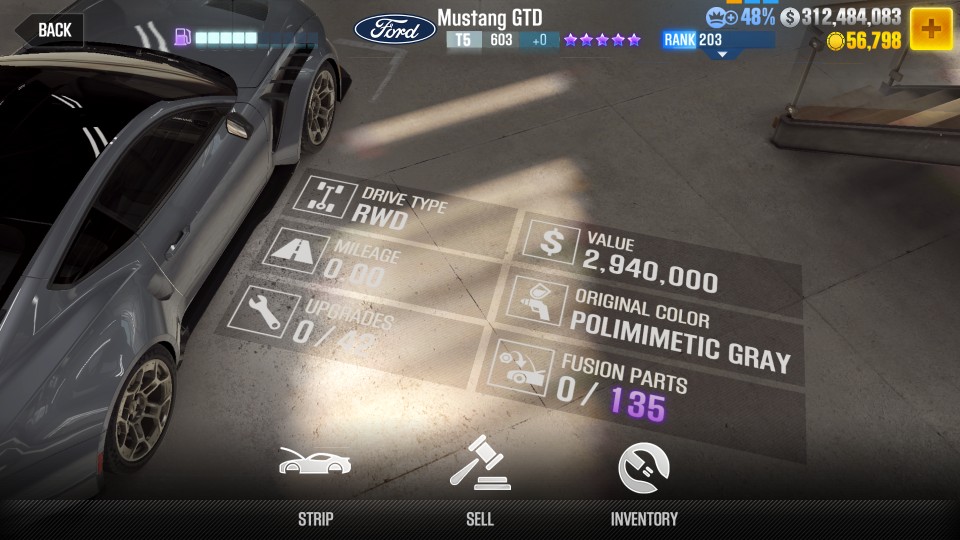 BACK
Ford
Mustang GTD
T5 603 +0
RANK 203
48%
$ 312,484,083
56,798
DRIVE TYPE
RWD
MILEAGE
0.00
UPGRADES
0 /
$ VALUE
2,940,000
ORIGINAL COLOR
POLIMIMETIC GRAY
FUSION PARTS
0 / 135
STRIP
SELL
INVENTORY